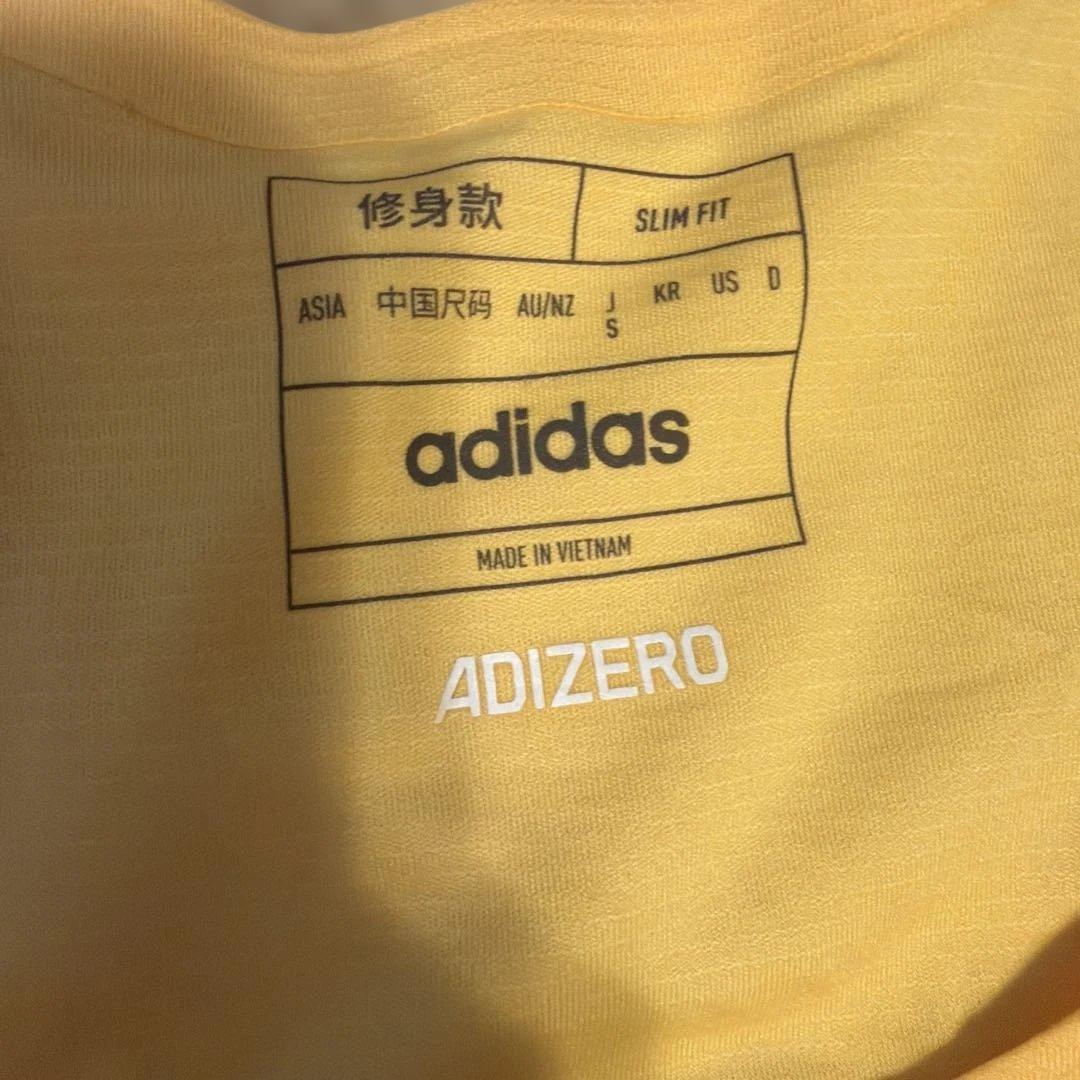 修身款 SLIM FIT
ASIA 中国尺码 AU/NZ J KR US D
S
adidas
MADE IN VIETNAM
ADIZERO